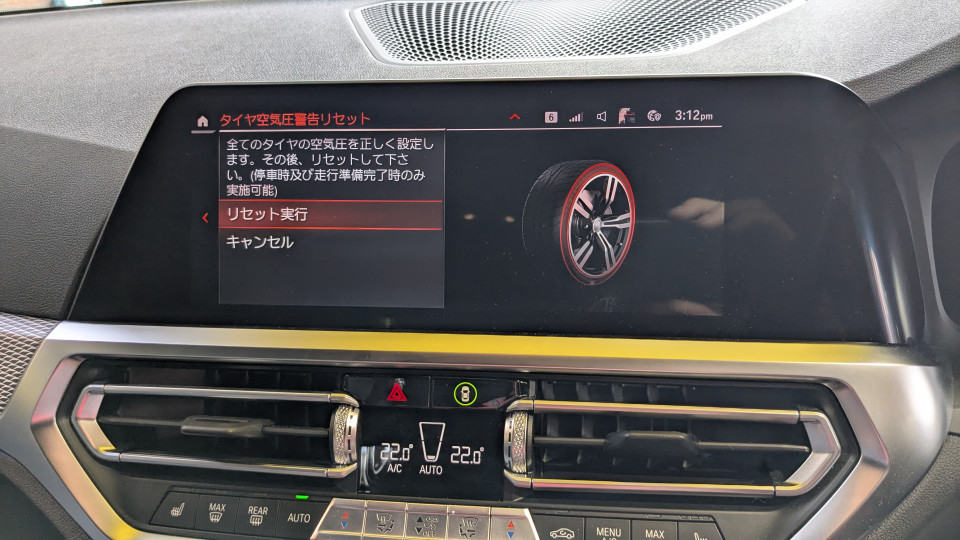 タイヤ空気圧警告リセット
6
3:12pm
全てのタイヤの空気圧を正しく設定し
ます。その後、リセットして下さ
い。(停車時及び走行準備完了時のみ
実施可能)
リセット実行
キャンセル
22.0°
A/C
AUTO
22.0°
MAX
REAR
AUTO
MENU
MAX